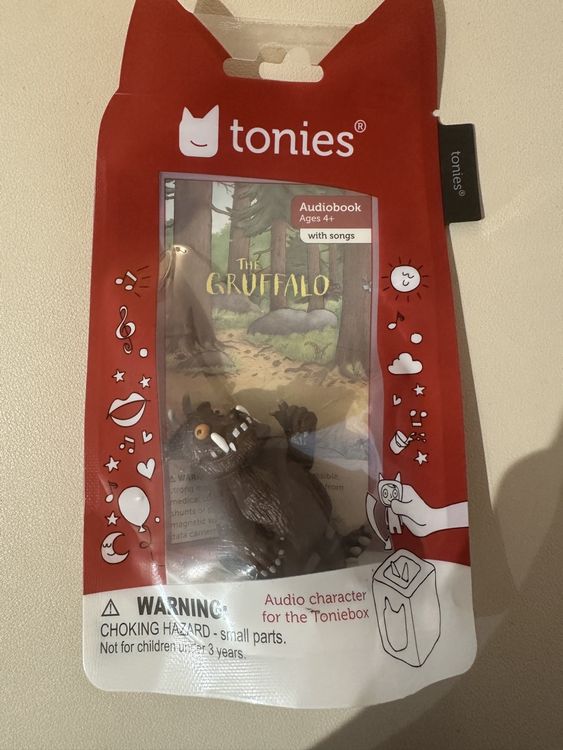 tonies®
tonies®
Audiobook
Ages 4+
with songs
THE
GRUFFALO
WARNING:
CHOKING HAZARD - small parts.
Not for children under 3 years.
Audio character
for the Toniebox